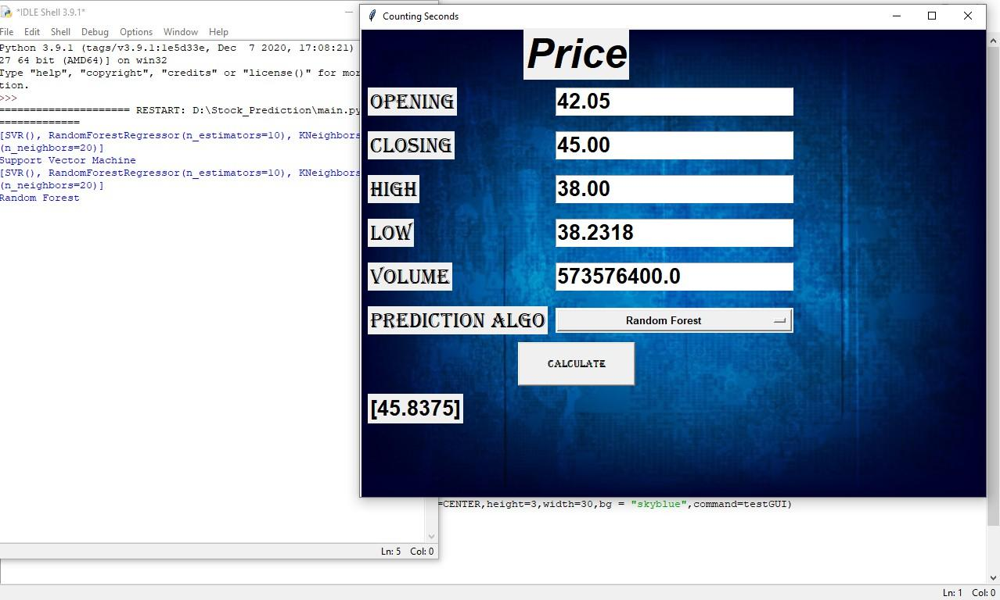 *IDLE Shell 3.9.1*
File Edit Shell Debug Options Window Help
Python 3.9.1 (tags/v3.9.1:1e5d33e, Dec 7 2020, 17:08:21)
27 64 bit (AMD64)] on win32
Type "help", "copyright", "credits" or "license()" for mor
tion.
>>>
===================== RESTART: D:\Stock_Prediction\main.py
=============
[SVR(), RandomForestRegressor(n_estimators=10), KNeighbors
(n_neighbors=20)]
Support Vector Machine
[SVR(), RandomForestRegressor(n_estimators=10), KNeighbors
(n_neighbors=20)]
Random Forest
Ln: 5 Col: 0
Counting Seconds
Price
OPENING 42.05
CLOSING 45.00
HIGH 38.00
LOW 38.2318
VOLUME 573576400.0
PREDICTION ALGO Random Forest
CALCULATE
[45.8375]
=CENTER,height=3,width=30,bg = "skyblue",command=testGUI)
Ln: 1 Col: 0